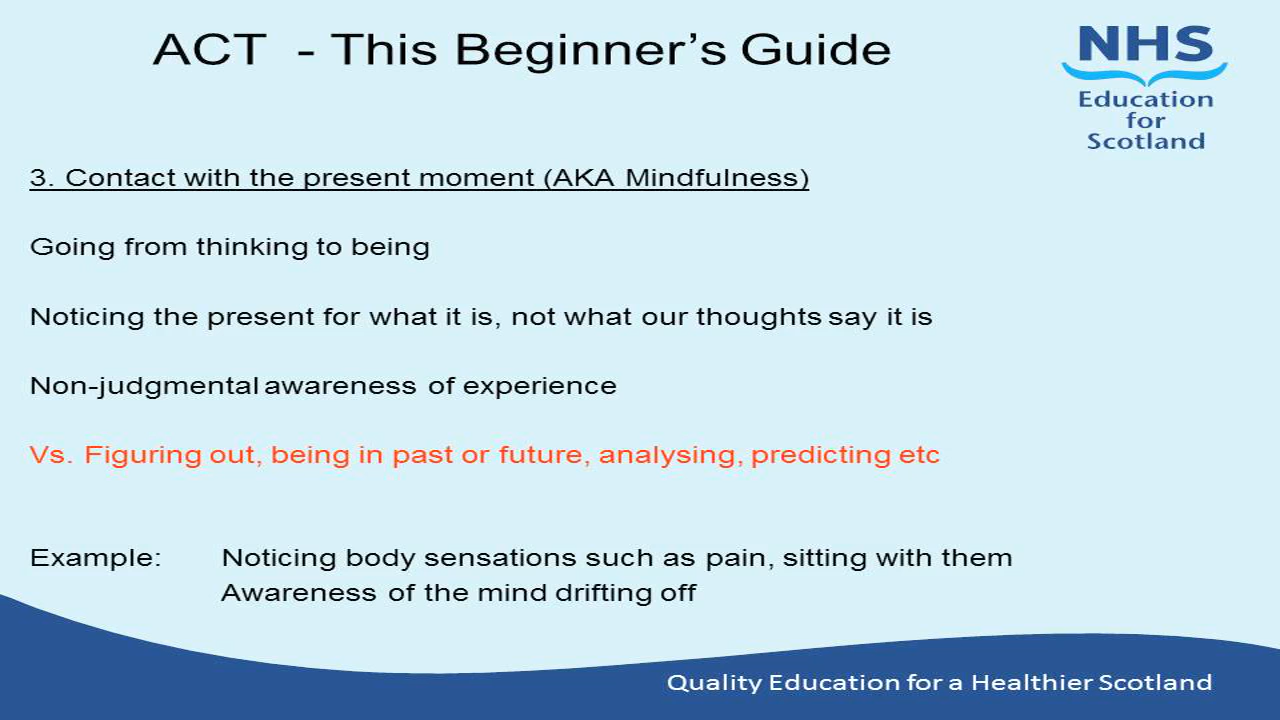 ACT - This Beginner's Guide
NHS
Education
for
Scotland
3. Contact with the present moment (AKA Mindfulness)
Going from thinking to being
Noticing the present for what it is, not what our thoughts say it is
Non-judgmental awareness of experience
Vs. Figuring out, being in past or future, analysing, predicting etc
Example: Noticing body sensations such as pain, sitting with them
Awareness of the mind drifting off
Quality Education for a Healthier Scotland